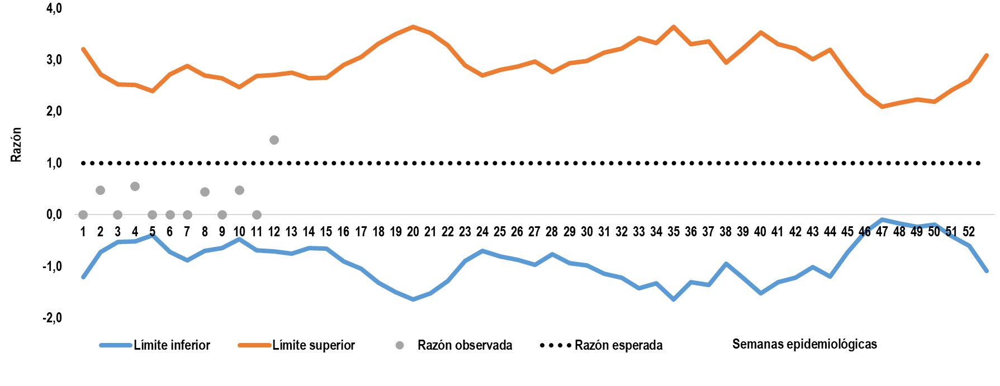 4,0
3,0
2,0
1,0
0,0
-1,0
-2,0
Razón
1 2 3 4 5 6 7 8 9 10 11 12 13 14 15 16 17 18 19 20 21 22 23 24 25 26 27 28 29 30 31 32 33 34 35 36 37 38 39 40 41 42 43 44 45 46 47 48 49 50 51 52
Límite inferior Límite superior Razón observada Razón esperada Semanas epidemiológicas